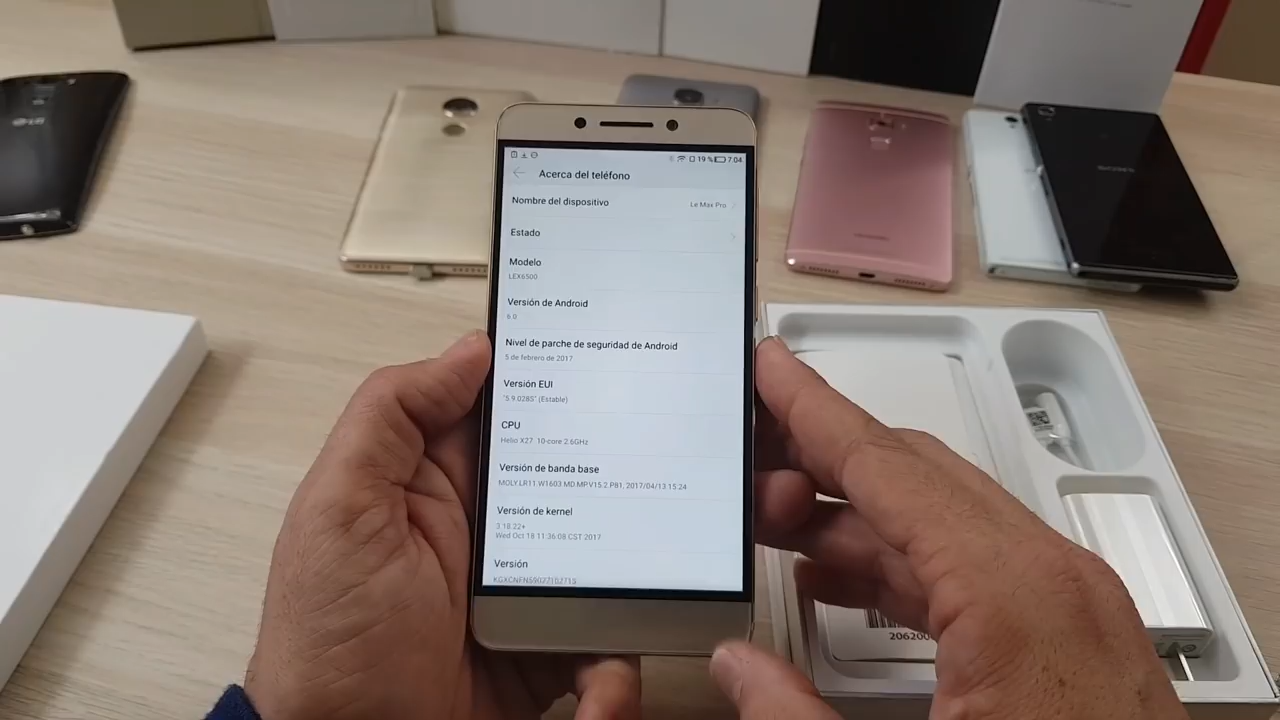 LG
19 % 7:04
Acerca del teléfono
Nombre del dispositivo
Le Max Pro
Estado
Modelo
LEX6500
Versión de Android
6.0
Nivel de parche de seguridad de Android
5 de febrero de 2017
Versión EUI
"5.9.028S" (Estable)
CPU
Helio X27 10-core 2.6GHz
Versión de banda base
MOLY.LR11.W1603.MD.MP.V15.2.P81, 2017/04/13 15:24
Versión de kernel
3.18.22+
Wed Oct 18 11:36:08 CST 2017
Versión
SONY